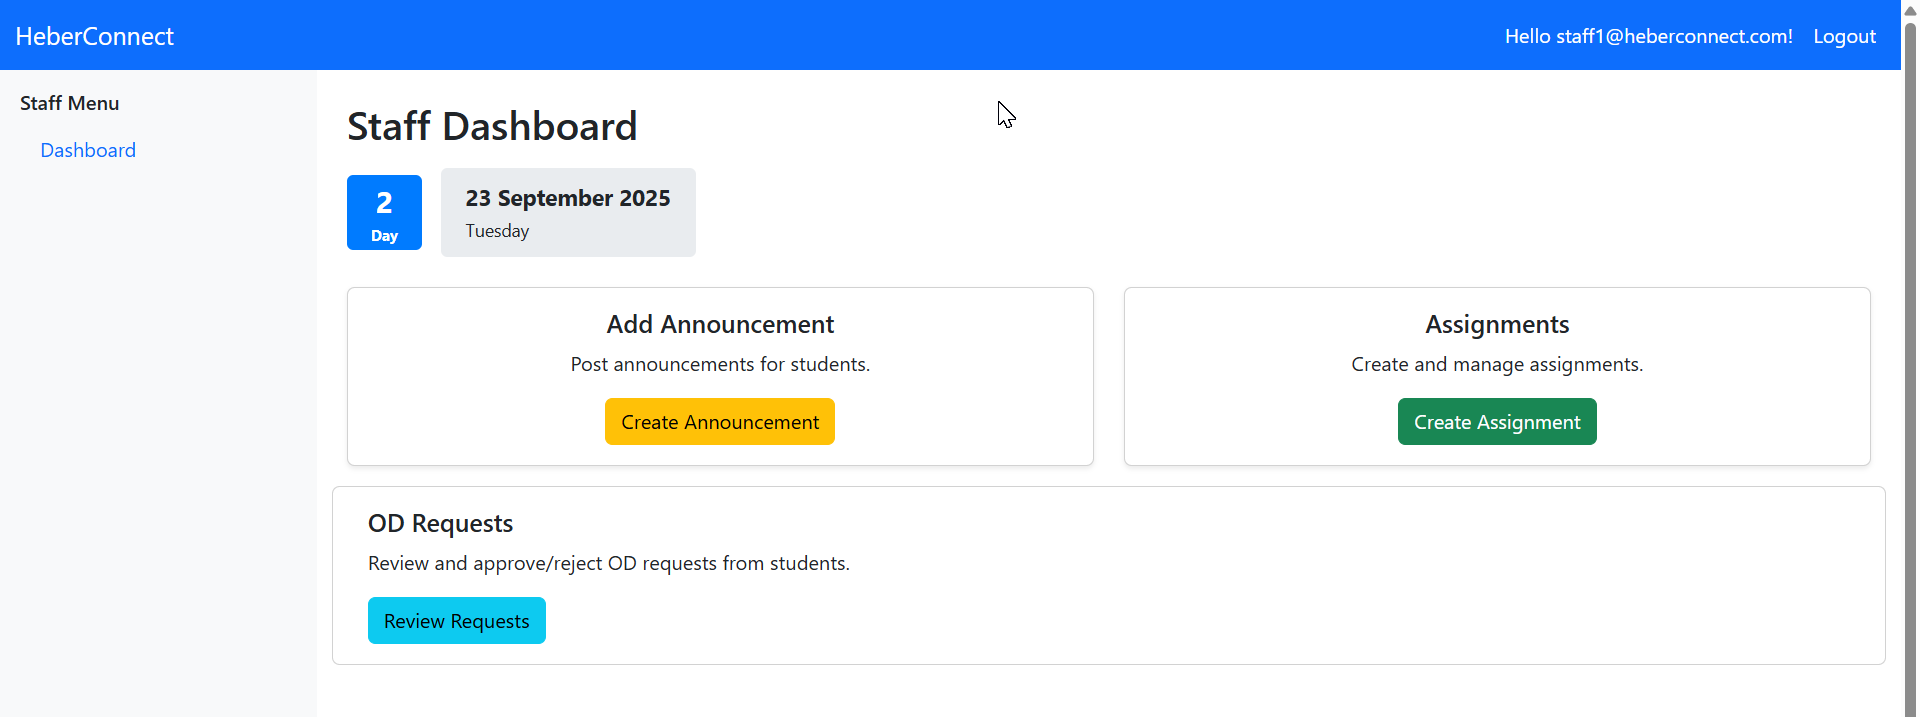 HeberConnect
Hello staff1@heberconnect.com! Logout
Staff Menu
Dashboard
Staff Dashboard
2
Day
23 September 2025
Tuesday
Add Announcement
Post announcements for students.
Create Announcement
Assignments
Create and manage assignments.
Create Assignment
OD Requests
Review and approve/reject OD requests from students.
Review Requests